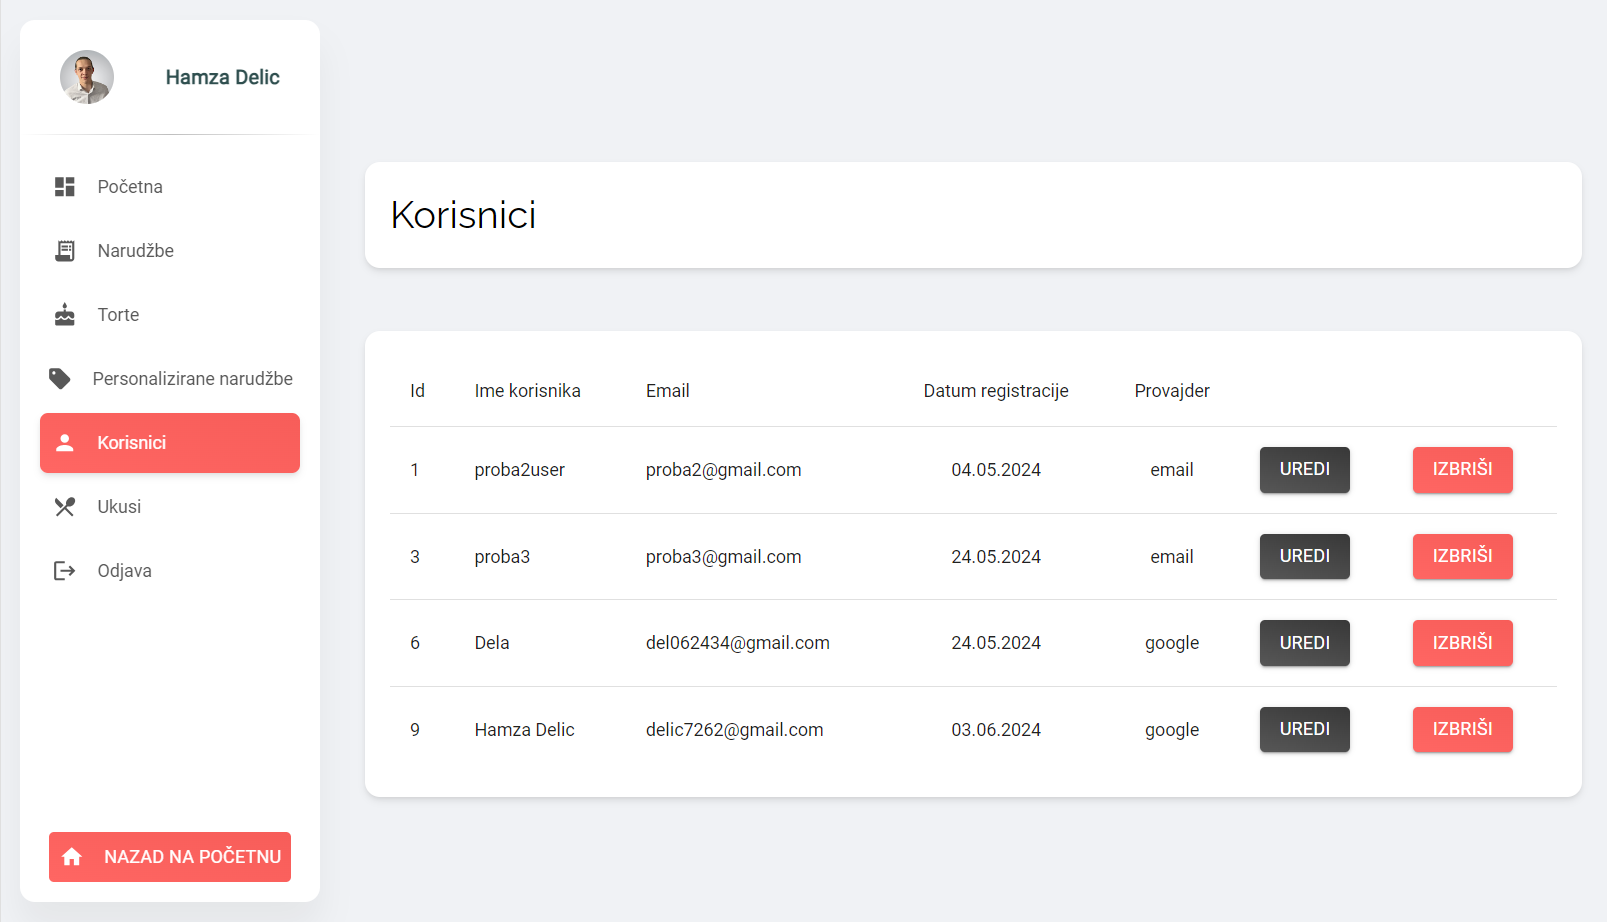 Hamza Delic
Početna
Narudžbe
Torte
Personalizirane narudžbe
Korisnici
Ukusi
Odjava
NAZAD NA POČETNU
Korisnici
Id Ime korisnika Email Datum registracije Provajder
1 proba2user proba2@gmail.com 04.05.2024 email UREDI IZBRIŠI
3 proba3 proba3@gmail.com 24.05.2024 email UREDI IZBRIŠI
6 Dela del062434@gmail.com 24.05.2024 google UREDI IZBRIŠI
9 Hamza Delic delic7262@gmail.com 03.06.2024 google UREDI IZBRIŠI